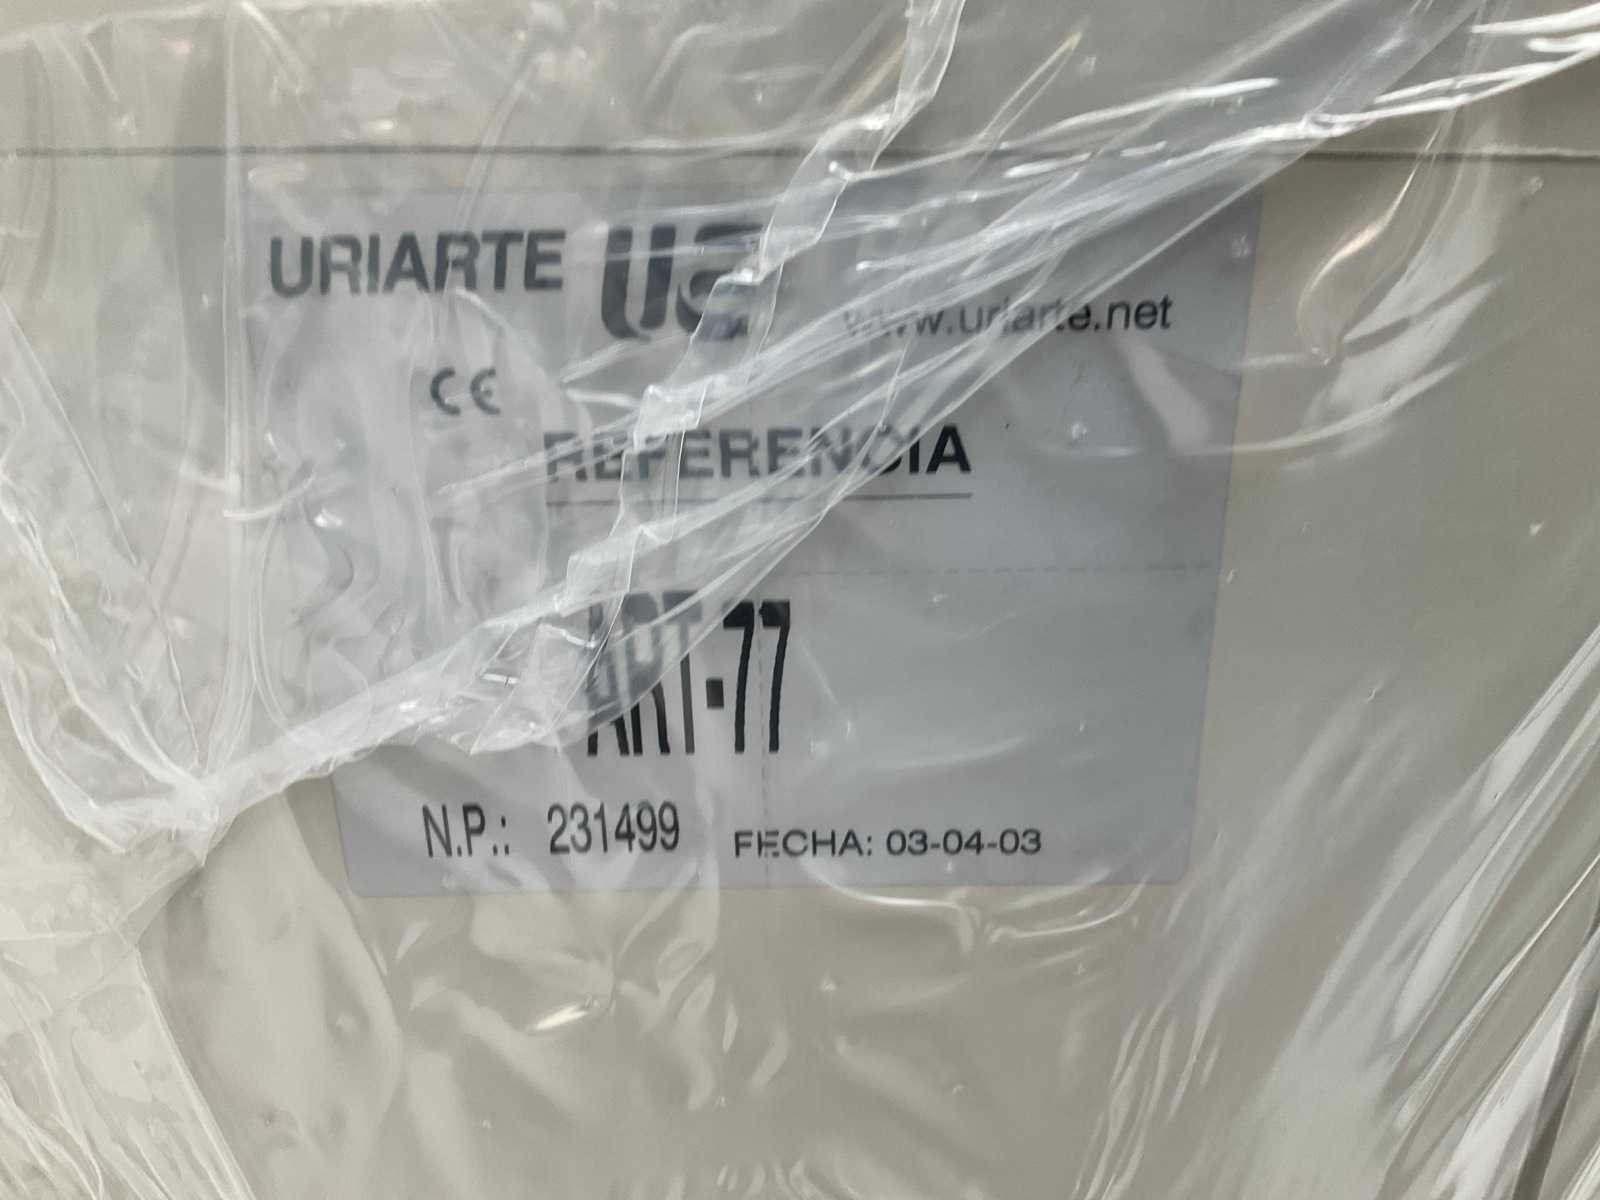 URIARTE
www.uriarte.net
CE
REFERENCIA
ART-77
N.P.: 231499 FECHA: 03-04-03